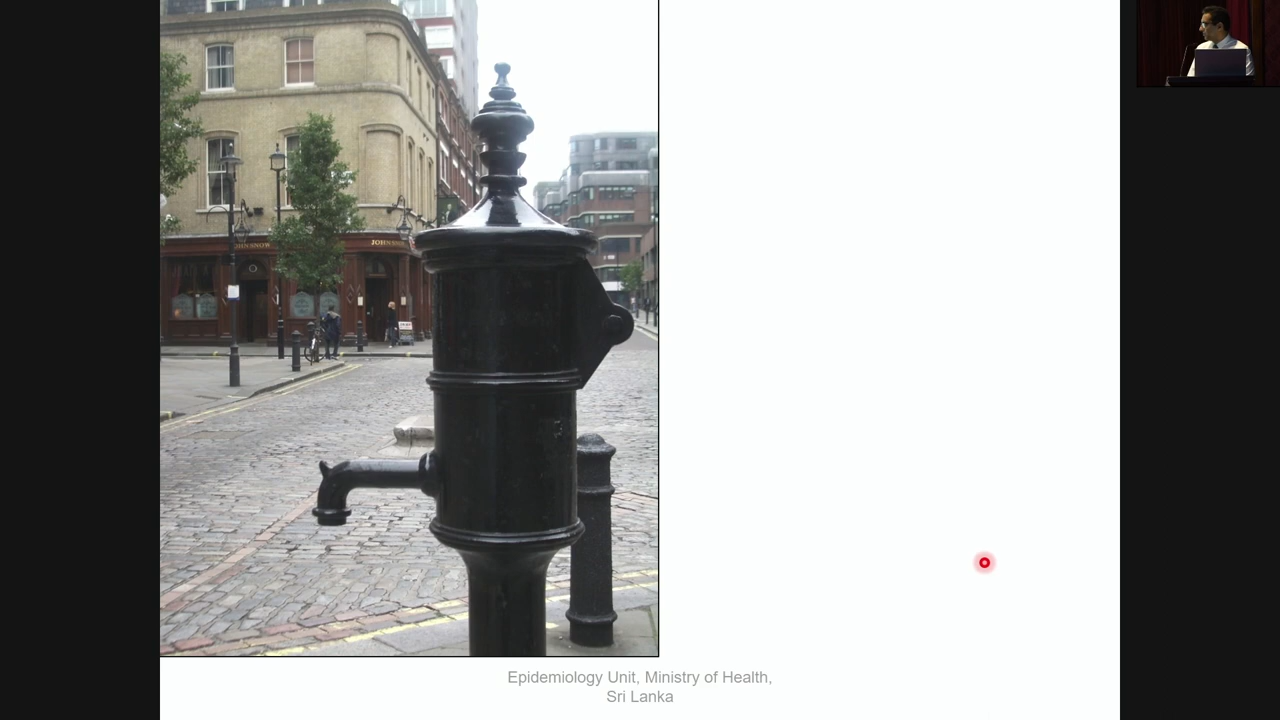 JOHN SNOW
JOHN SNOW
Epidemiology Unit, Ministry of Health,
Sri Lanka